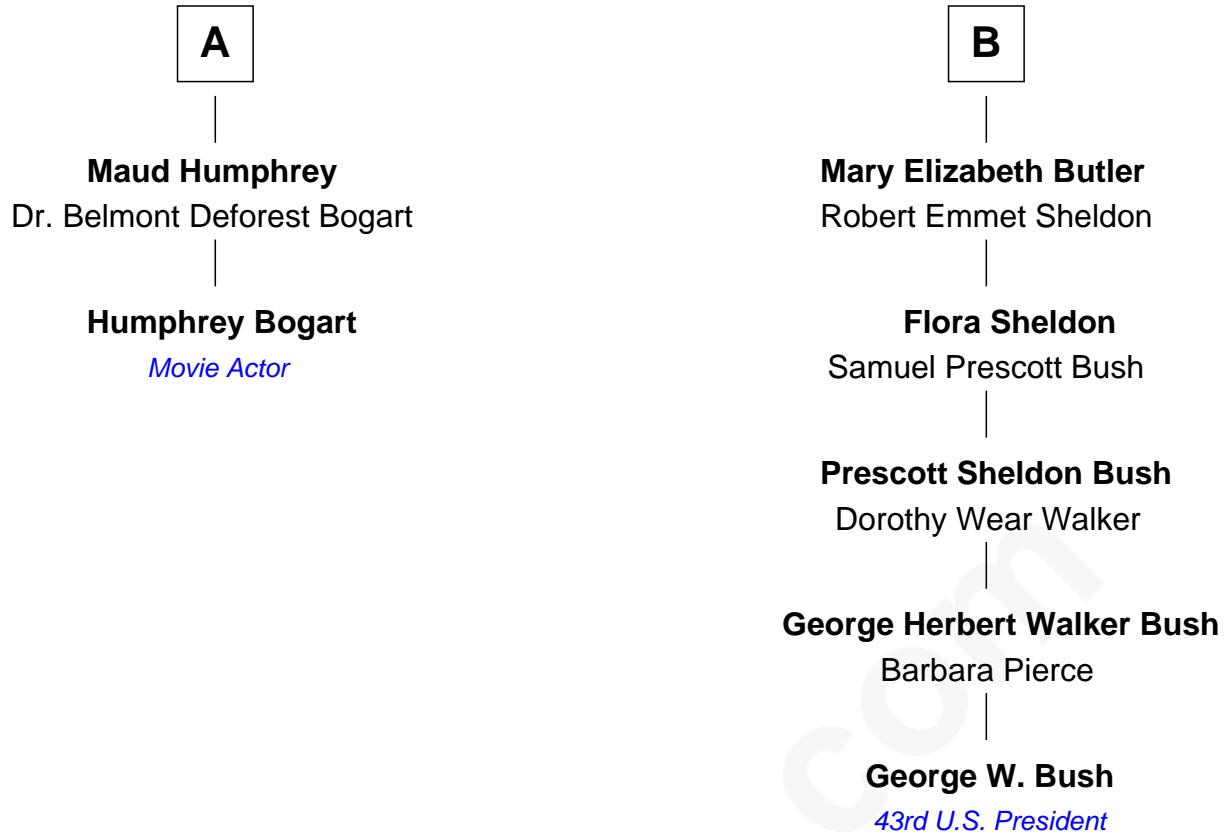 A
Maud Humphrey
Dr. Belmont Deforest Bogart
Humphrey Bogart
Movie Actor
B
Mary Elizabeth Butler
Robert Emmet Sheldon
Flora Sheldon
Samuel Prescott Bush
Prescott Sheldon Bush
Dorothy Wear Walker
George Herbert Walker Bush
Barbara Pierce
George W. Bush
43rd U.S. President
com